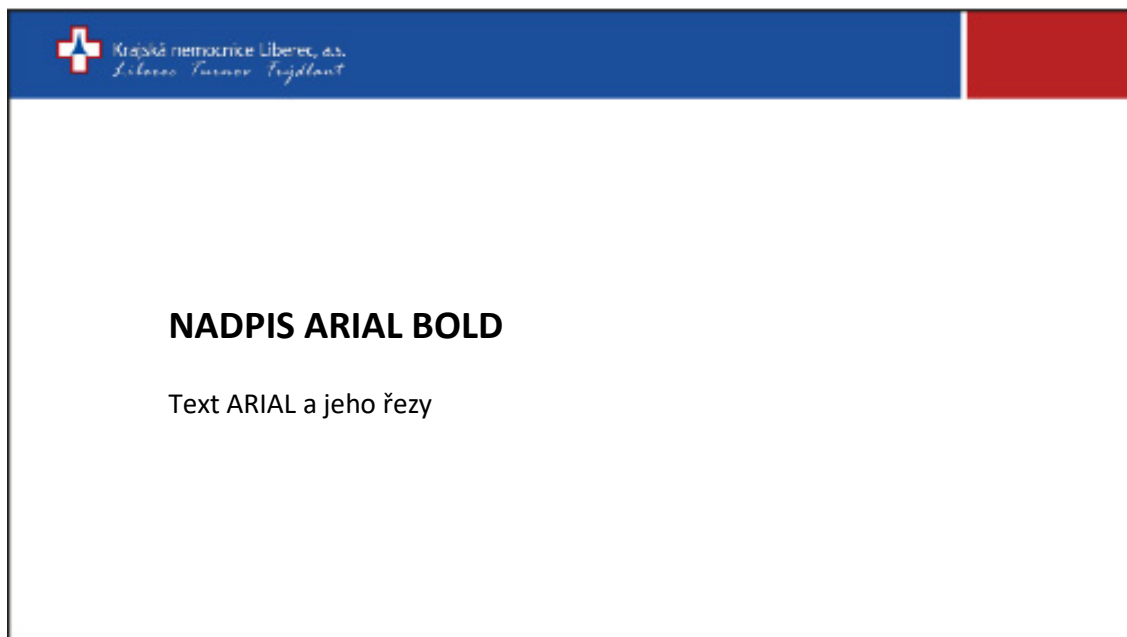 Krajská nemocnice Liberec, a.s.
Liberec Turnov Frýdlant
NADPIS ARIAL BOLD
Text ARIAL a jeho řezy